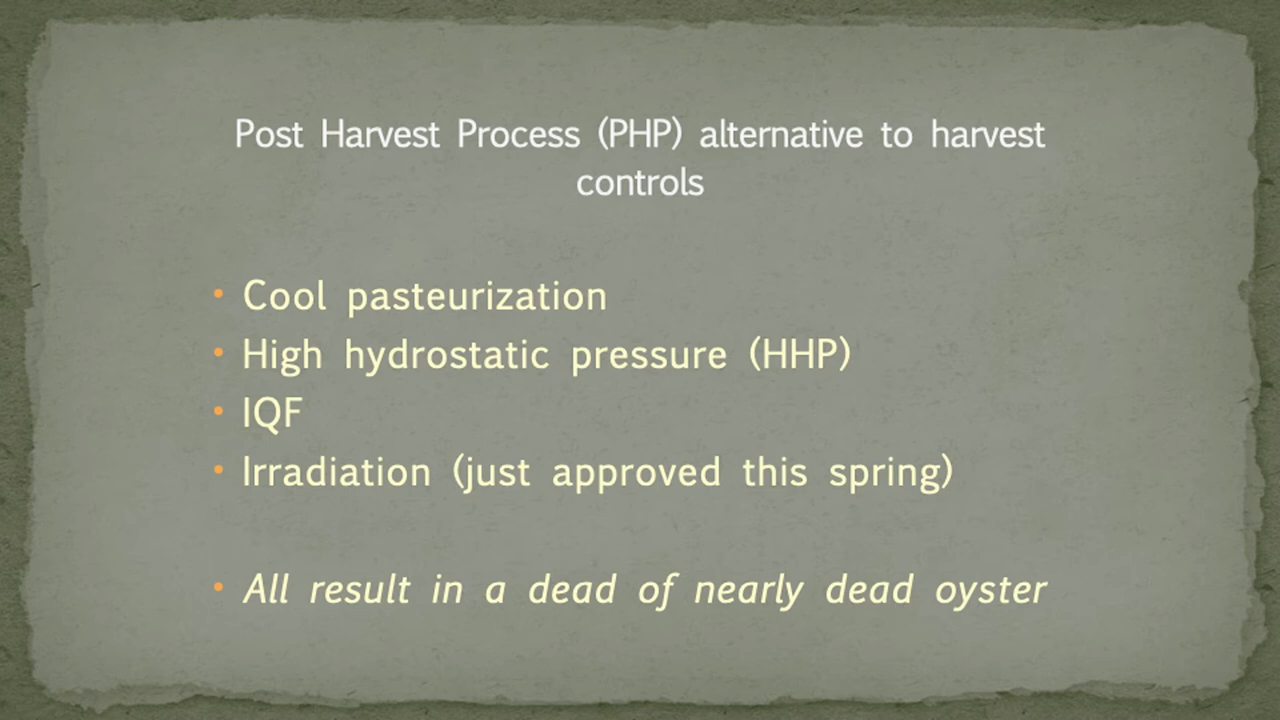 Post Harvest Process (PHP) alternative to harvest
controls
• Cool pasteurization
• High hydrostatic pressure (HHP)
• IQF
• Irradiation (just approved this spring)
• All result in a dead of nearly dead oyster